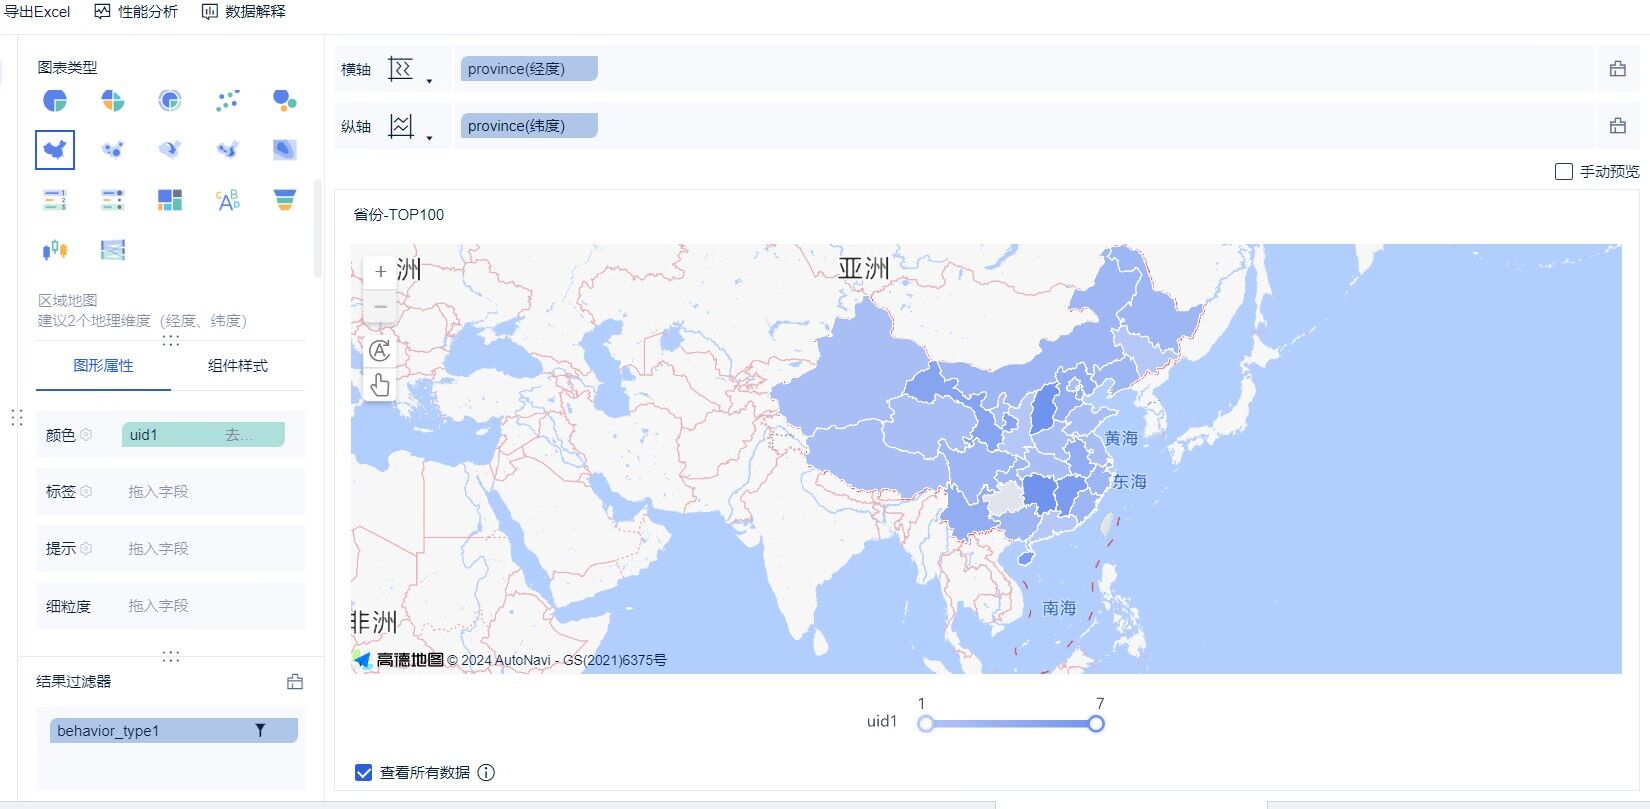 导出Excel 性能分析 数据解释
图表类型
横轴 province(经度)
纵轴 province(纬度)
手动预览
区域地图
建议2个地理维度（经度、纬度）
图形属性 组件样式
颜色 uid1 去...
标签 拖入字段
提示 拖入字段
细粒度 拖入字段
结果过滤器
behavior_type1
省份-TOP100
洲 亚洲
黄海
东海
南海
非洲
高德地图 © 2024 AutoNavi - GS(2021)6375号
1 7
uid1
查看所有数据